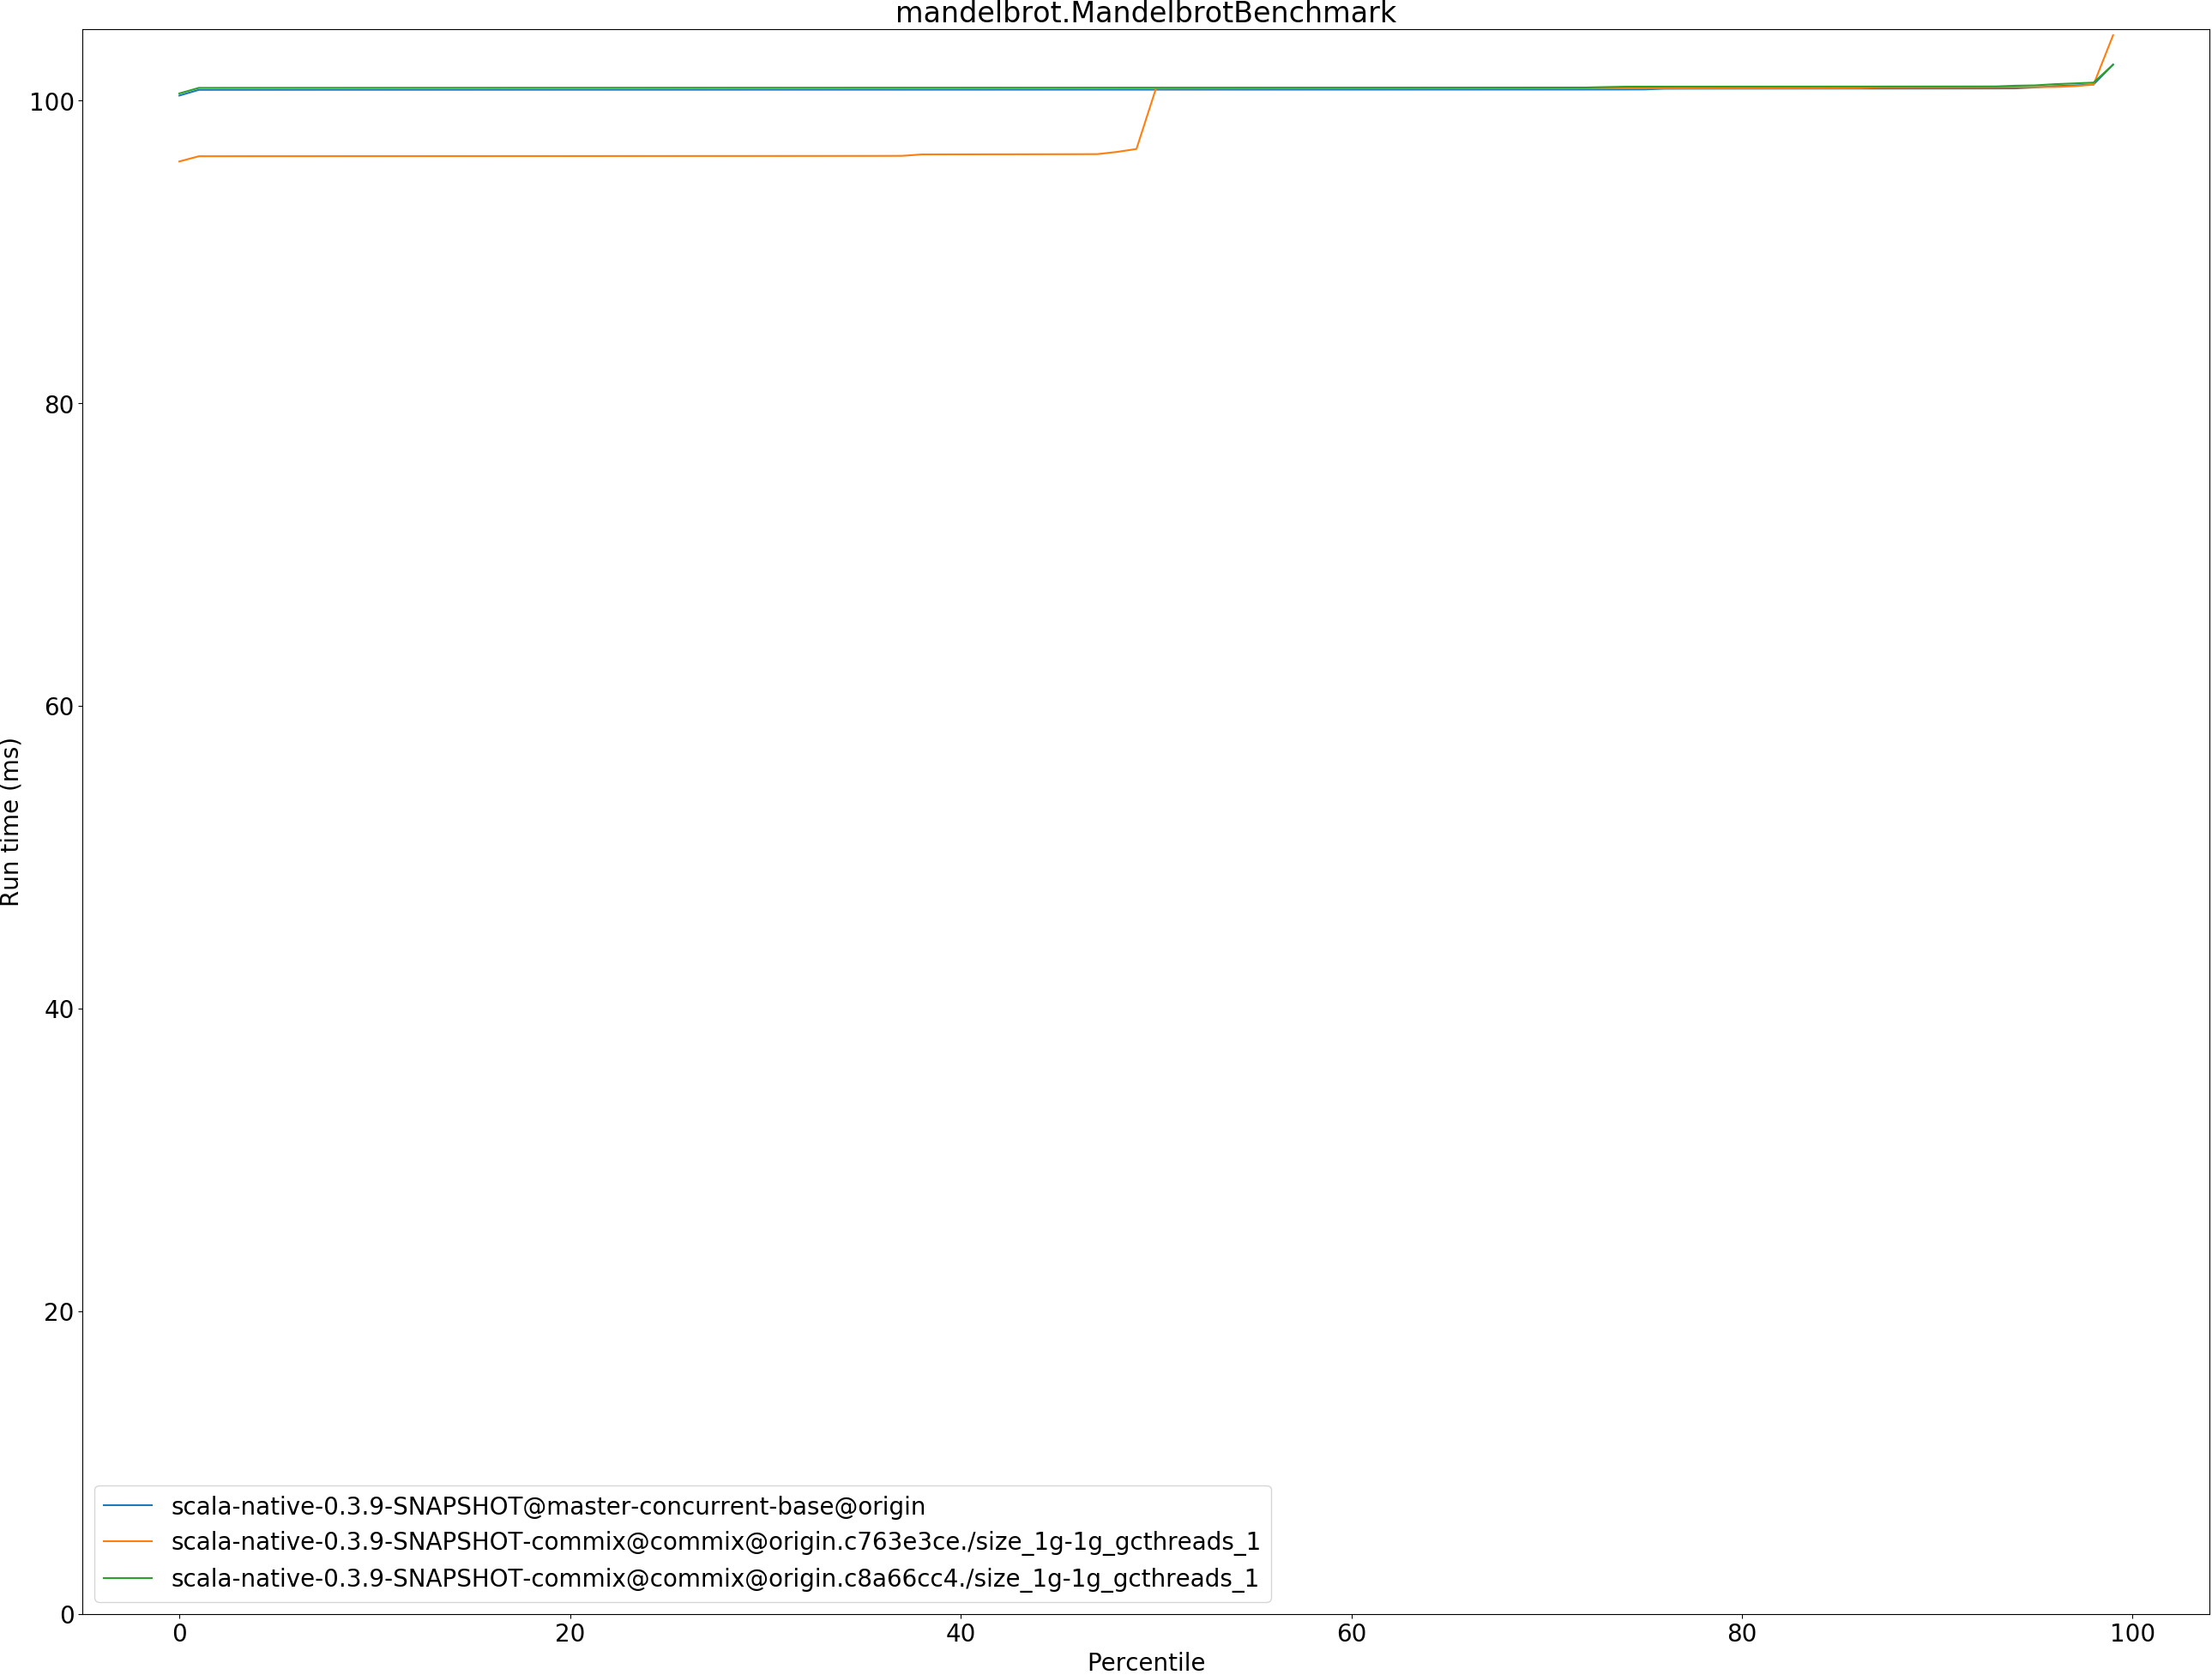 mandelbrot.MandelbrotBenchmark
100
80
60
40
20
0
Run time (ms)
scala-native-0.3.9-SNAPSHOT@master-concurrent-base@origin
scala-native-0.3.9-SNAPSHOT-commix@commix@origin.c763e3ce./size_1g-1g_gcthreads_1
scala-native-0.3.9-SNAPSHOT-commix@commix@origin.c8a66cc4./size_1g-1g_gcthreads_1
0 20 40 60 80 100
Percentile